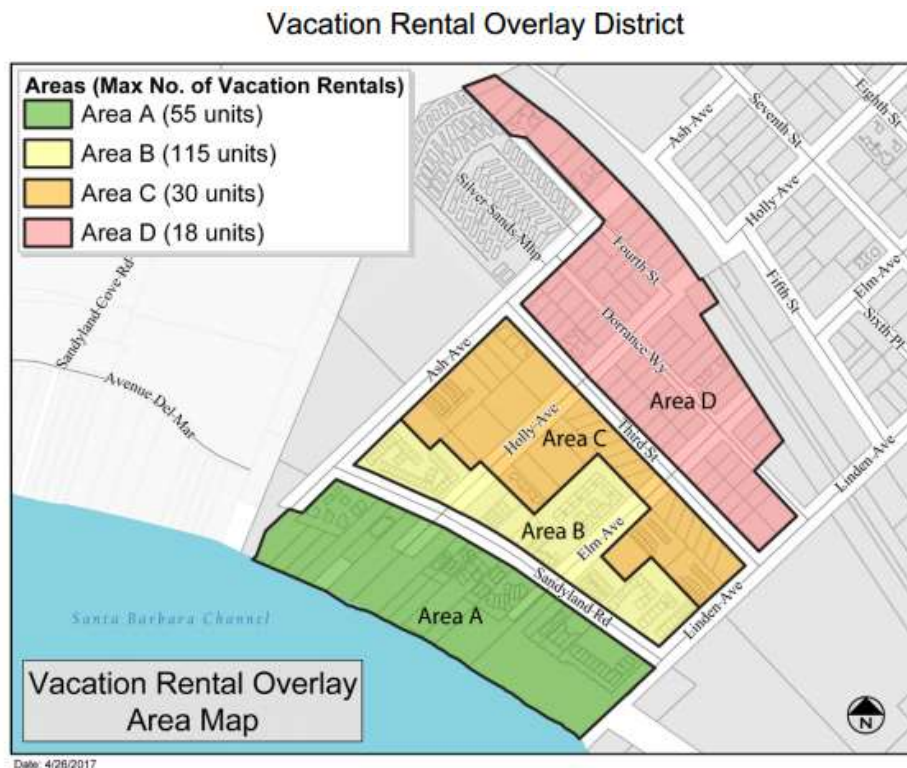 Vacation Rental Overlay District
Areas (Max No. of Vacation Rentals)
Area A (55 units)
Area B (115 units)
Area C (30 units)
Area D (18 units)
Ash Ave
Seventh St
Eighth St
Holly Ave
Elm Ave
Sixth Pl
Fifth St
Silver Sands Mhp
Fourth St
Dorrance Wy
Sandyland Cove Rd
Avenue Del Mar
Ash Ave
Holly Ave
Area C
Third St
Area D
Linden Ave
Area B
Elm Ave
Sandyland Rd
Linden Ave
Area A
Santa Barbara Channel
Vacation Rental Overlay
Area Map
N
Date: 4/26/2017